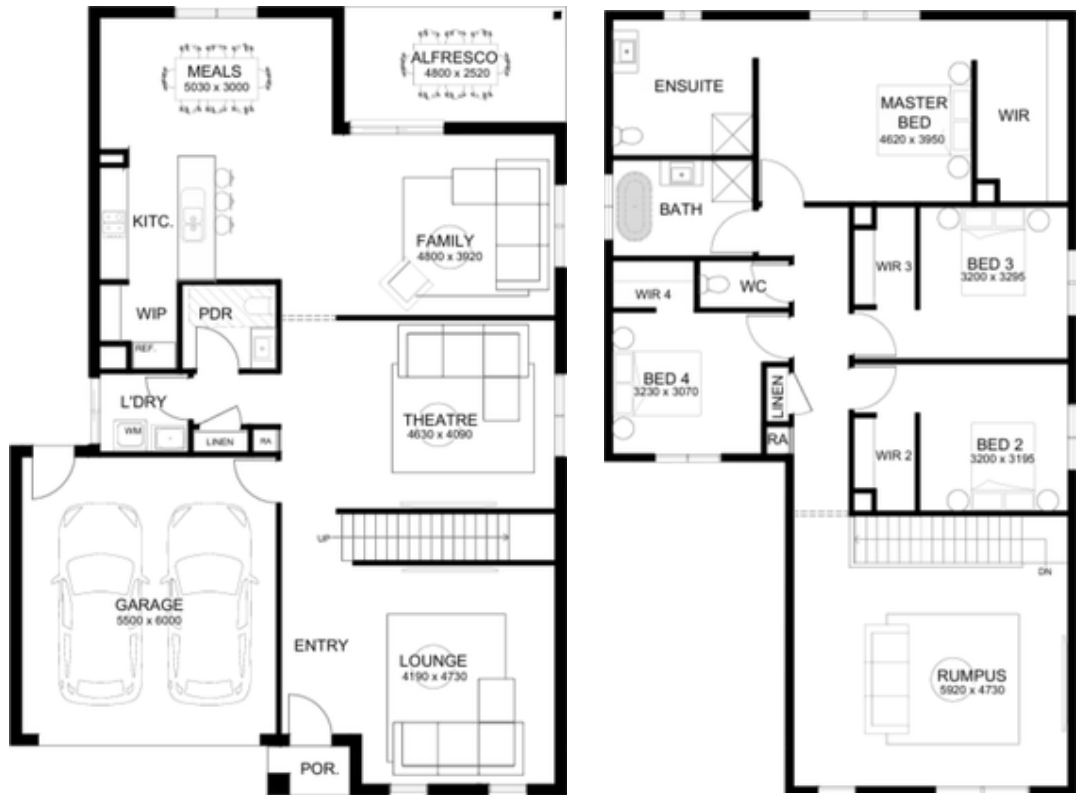 MEALS
5030 x 3000
ALFRESCO
4800 x 2520
KITC.
FAMILY
4800 x 3920
WIP
PDR
REF.
L'DRY
WM
LINEN
RA
THEATRE
4630 x 4090
UP
GARAGE
5500 x 6000
ENTRY
LOUNGE
4190 x 4730
POR.
ENSUITE
MASTER
BED
4620 x 3950
WIR
BATH
WIR 3
BED 3
3200 x 3295
WC
WIR 4
BED 4
3230 x 3070
LINEN
RA
WIR 2
BED 2
3200 x 3195
DN
RUMPUS
5920 x 4730